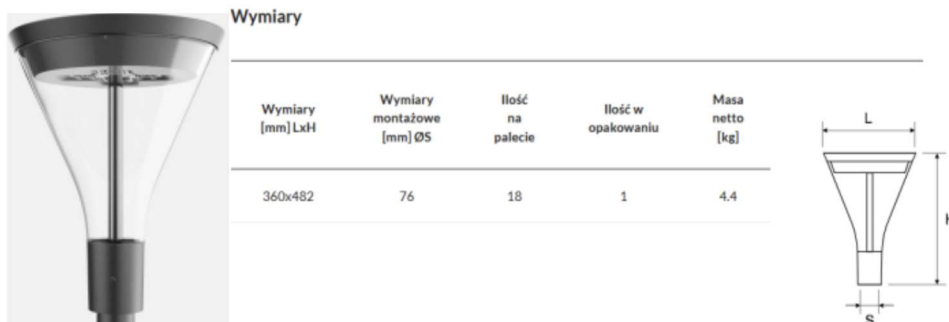 Wymiary
Wymiary
[mm] LxH
Wymiary
montażowe
[mm] ØS
Ilość
na
palecie
Ilość w
opakowaniu
Masa
netto
[kg]
360x482
76
18
1
4.4
L
S